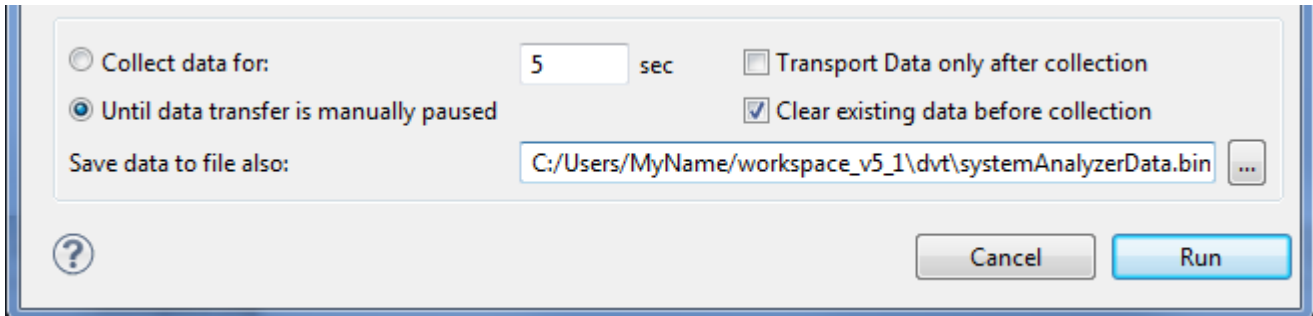 Collect data for: 5 sec Transport Data only after collection
Until data transfer is manually paused Clear existing data before collection
Save data to file also: C:/Users/MyName/workspace_v5_1\dvt\systemAnalyzerData.bin ...
? Cancel Run